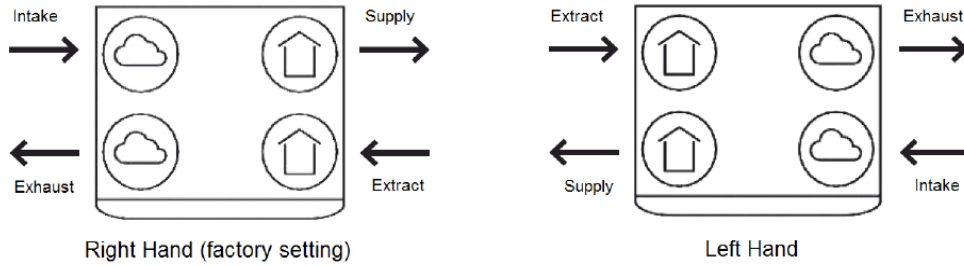 Intake
Supply
Exhaust
Extract
Right Hand (factory setting)
Extract
Exhaust
Supply
Intake
Left Hand